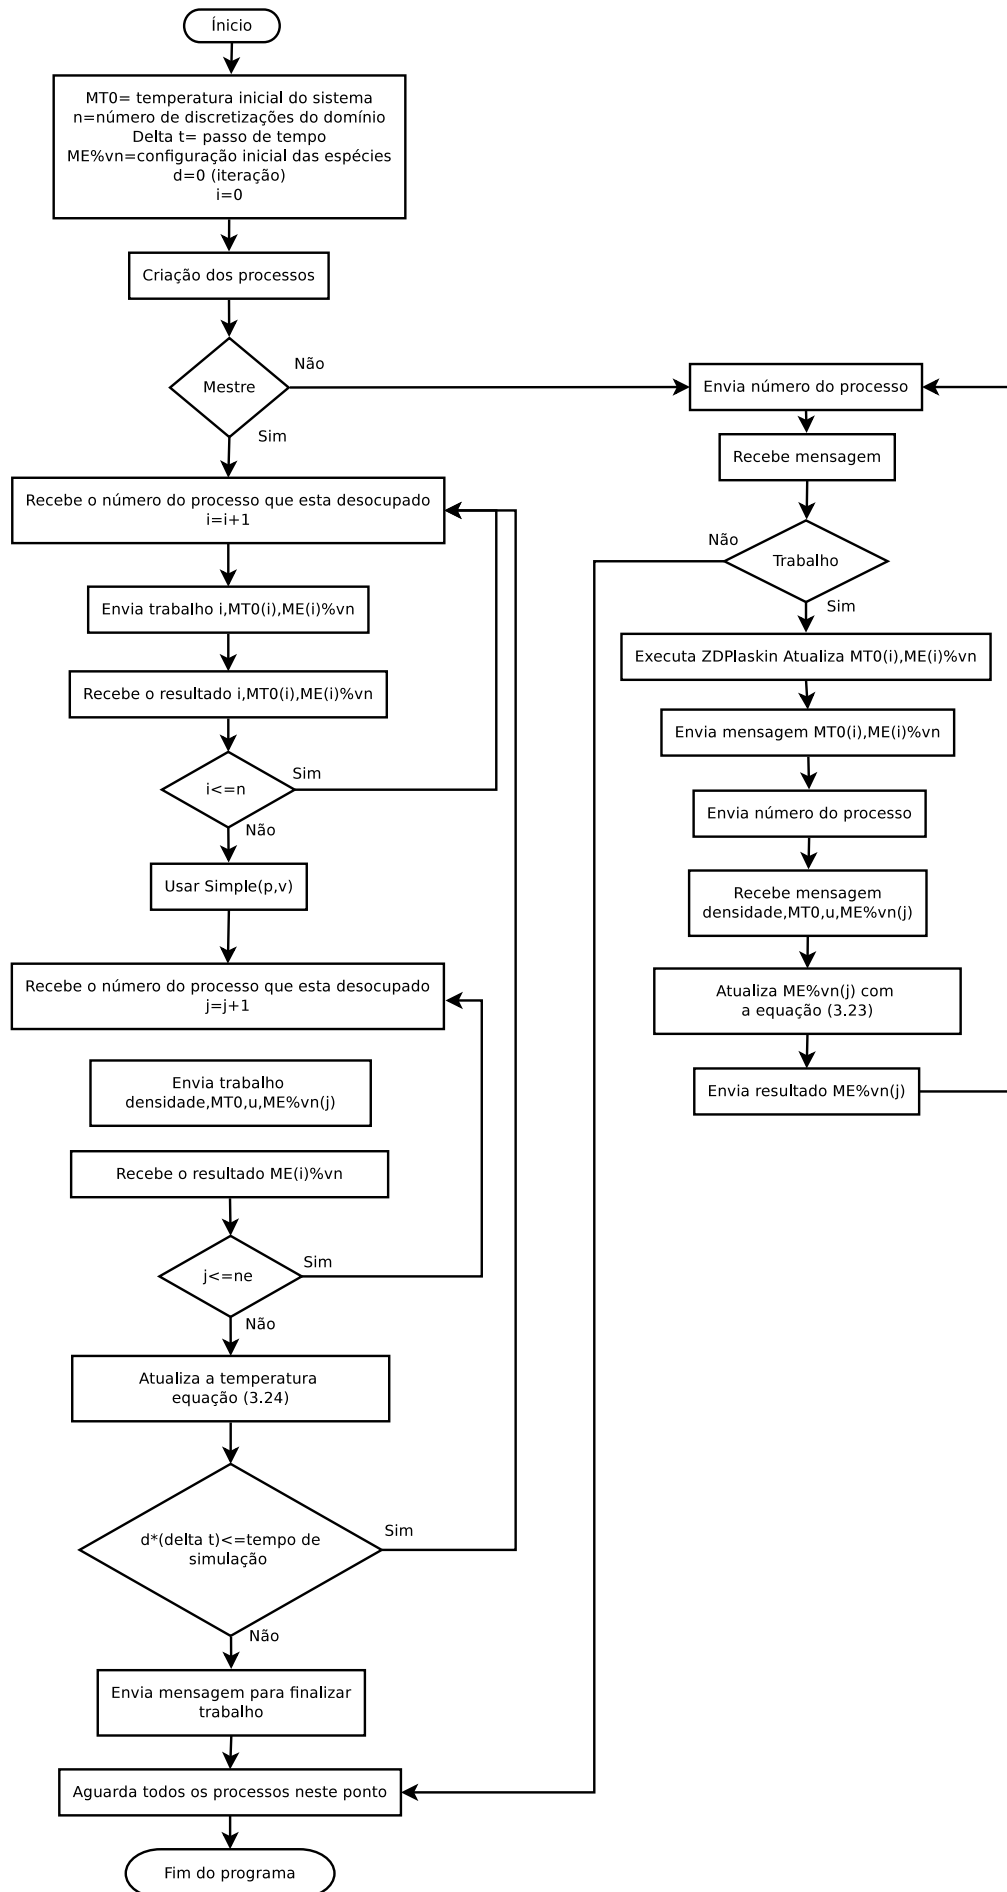 Ínicio
MT0= temperatura inicial do sistema
n=número de discretizações do domínio
Delta t= passo de tempo
ME%vn=configuração inicial das espécies
d=0 (iteração)
i=0
Criação dos processos
Mestre
Não
Sim
Recebe o número do processo que esta desocupado
i=i+1
Envia trabalho i,MT0(i),ME(i)%vn
Recebe o resultado i,MT0(i),ME(i)%vn
i<=n
Sim
Não
Usar Simple(p,v)
Recebe o número do processo que esta desocupado
j=j+1
Envia trabalho
densidade,MT0,u,ME%vn(j)
Recebe o resultado ME(i)%vn
j<=ne
Sim
Não
Atualiza a temperatura
equação (3.24)
d*(delta t)<=tempo de
simulação
Sim
Não
Envia mensagem para finalizar
trabalho
Aguarda todos os processos neste ponto
Fim do programa
Envia número do processo
Recebe mensagem
Não
Trabalho
Sim
Executa ZDPlaskin Atualiza MT0(i),ME(i)%vn
Envia mensagem MT0(i),ME(i)%vn
Envia número do processo
Recebe mensagem
densidade,MT0,u,ME%vn(j)
Atualiza ME%vn(j) com
a equação (3.23)
Envia resultado ME%vn(j)